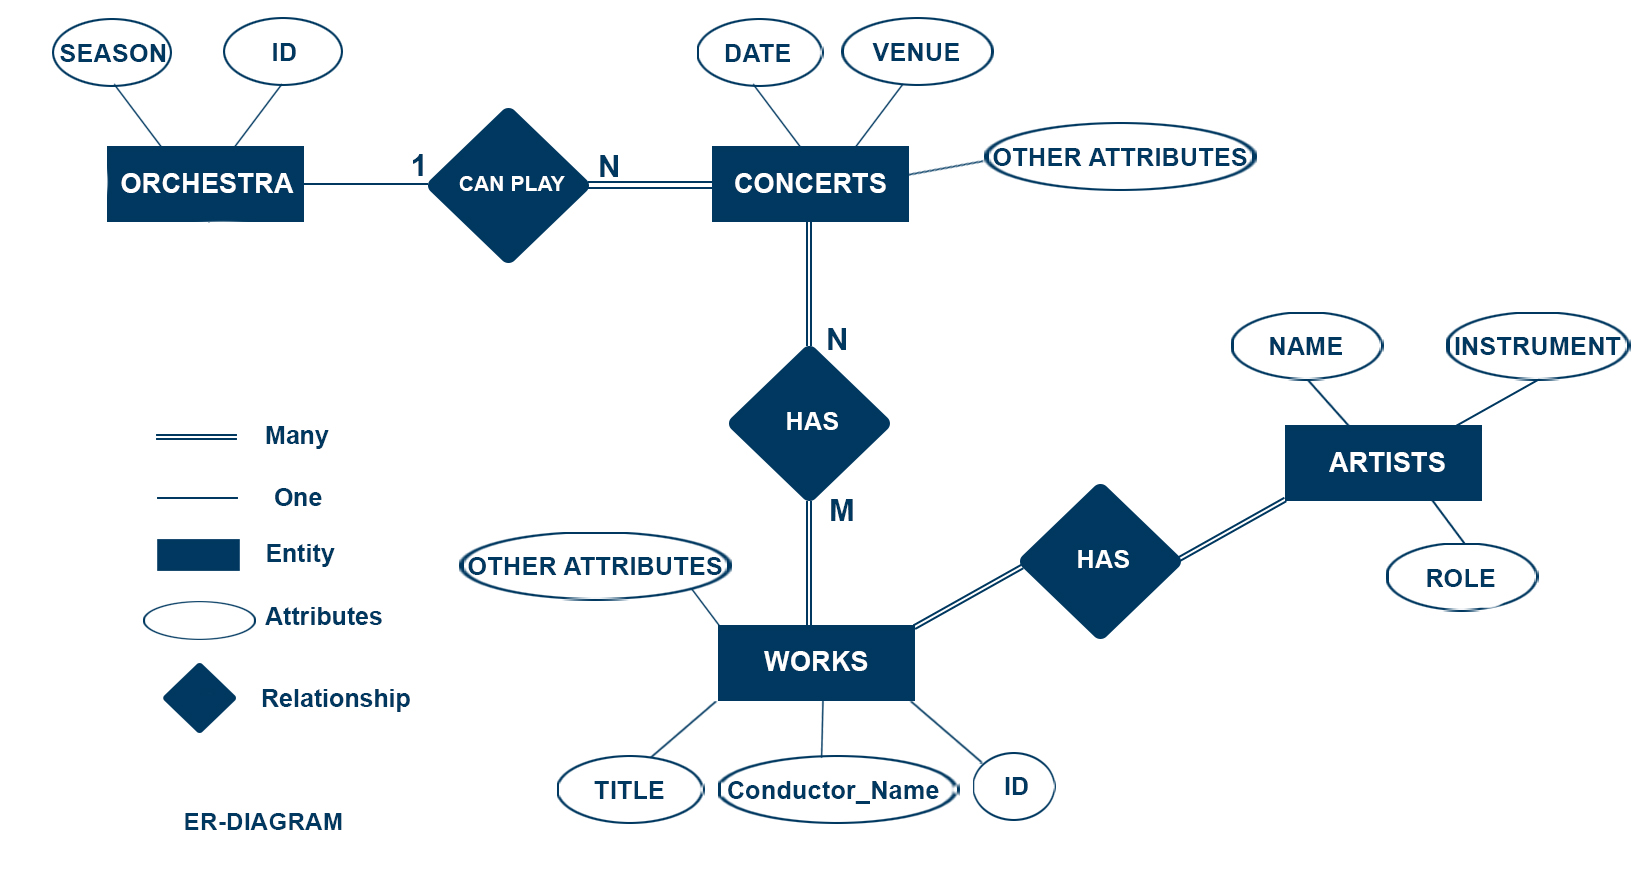 SEASON
ID
DATE
VENUE
OTHER ATTRIBUTES
ORCHESTRA
1
CAN PLAY
N
CONCERTS
N
HAS
M
NAME
INSTRUMENT
ARTISTS
ROLE
HAS
OTHER ATTRIBUTES
WORKS
TITLE
Conductor_Name
ID
Many
One
Entity
Attributes
Relationship
ER-DIAGRAM